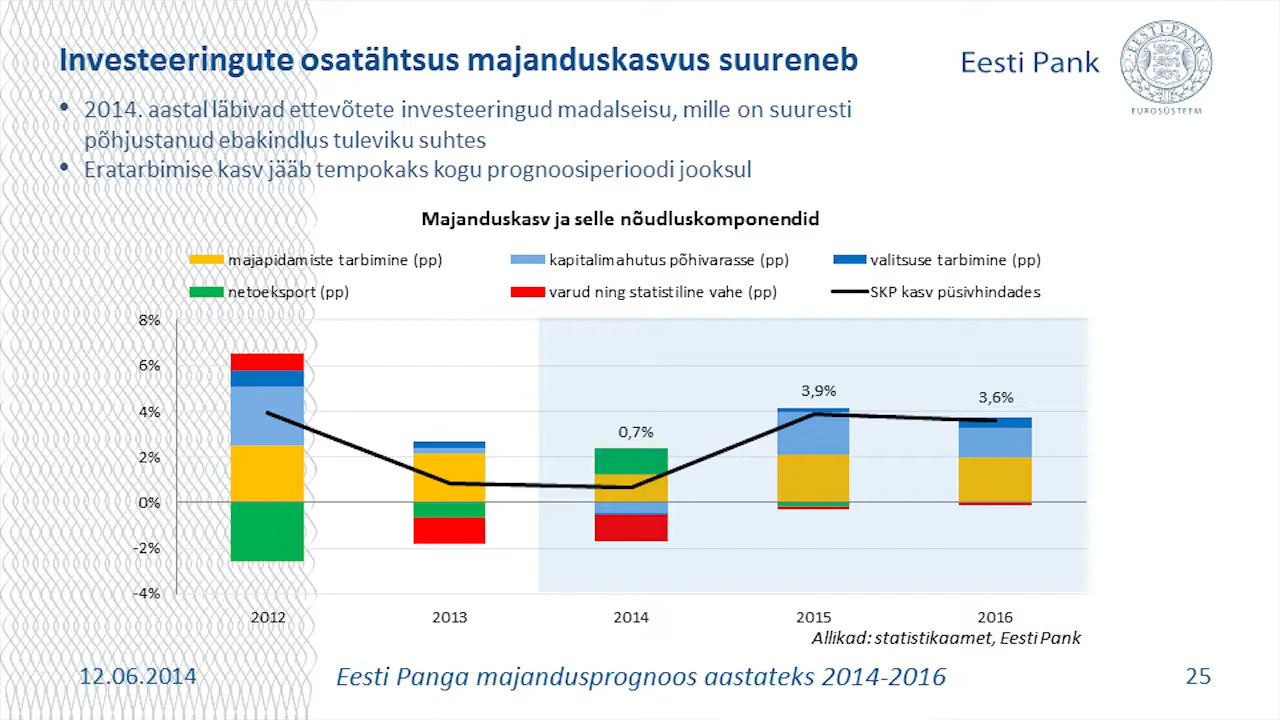 Investeeringute osatähtsus majanduskasvus suureneb
Eesti Pank
EESTI PANK
EUROSÜSTEEM
• 2014. aastal läbivad ettevõtete investeeringud madalseisu, mille on suuresti
põhjustanud ebakindlus tuleviku suhtes
• Eratarbimise kasv jääb tempokaks kogu prognoosiperioodi jooksul
Majanduskasv ja selle nõudluskomponendid
majapidamiste tarbimine (pp)
kapitalimahutus põhivarasse (pp)
valitsuse tarbimine (pp)
netoeksport (pp)
varud ning statistiline vahe (pp)
SKP kasv püsivhindades
8%
6%
4%
2%
0%
-2%
-4%
0,7%
3,9%
3,6%
2012
2013
2014
2015
2016
Allikad: statistikaamet, Eesti Pank
12.06.2014
Eesti Panga majandusprognoos aastateks 2014-2016
25